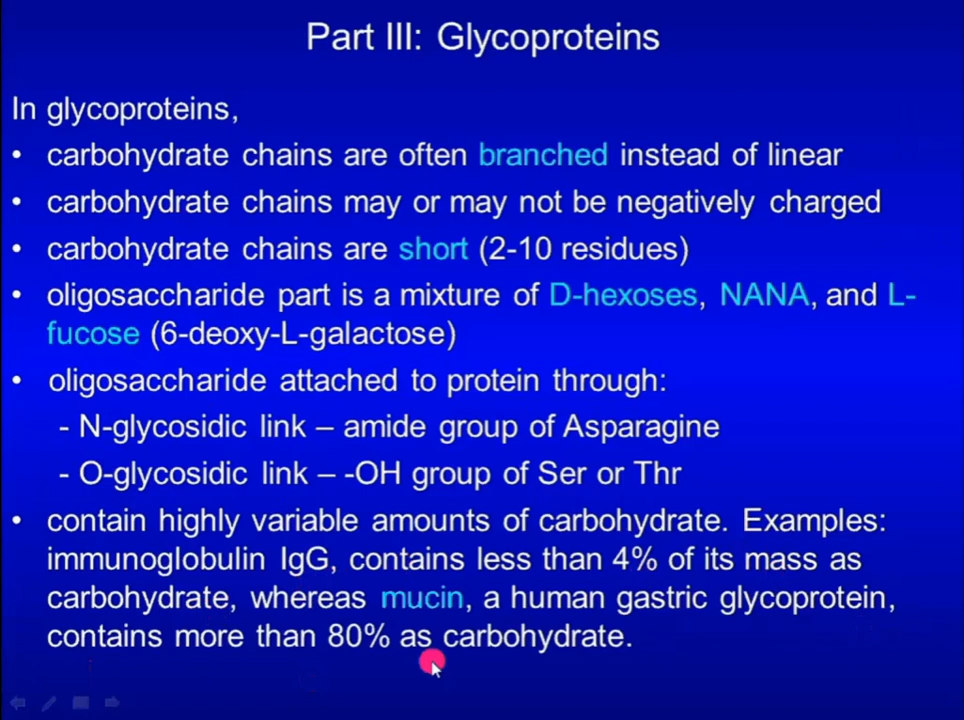 Part III: Glycoproteins
In glycoproteins,
• carbohydrate chains are often branched instead of linear
• carbohydrate chains may or may not be negatively charged
• carbohydrate chains are short (2-10 residues)
• oligosaccharide part is a mixture of D-hexoses, NANA, and L-
fucose (6-deoxy-L-galactose)
• oligosaccharide attached to protein through:
- N-glycosidic link – amide group of Asparagine
- O-glycosidic link – -OH group of Ser or Thr
• contain highly variable amounts of carbohydrate. Examples:
immunoglobulin IgG, contains less than 4% of its mass as
carbohydrate, whereas mucin, a human gastric glycoprotein,
contains more than 80% as carbohydrate.